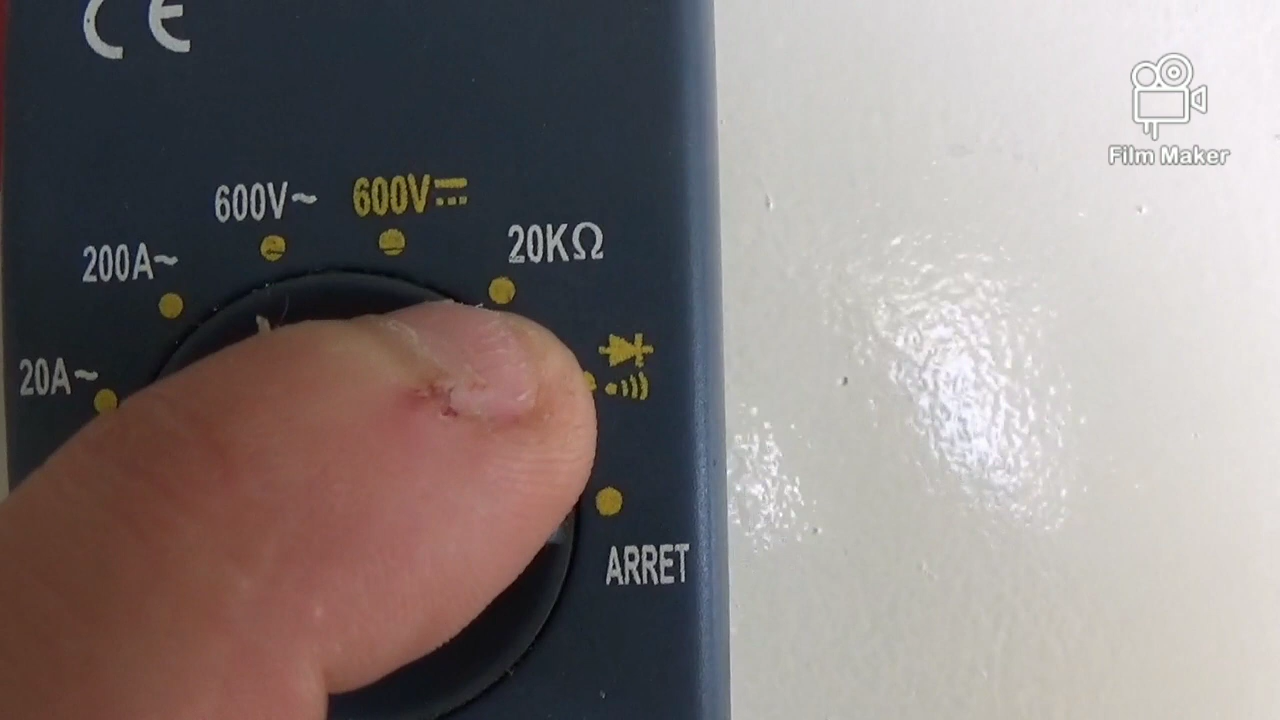 CE
Film Maker
600V~
600V⎓
20KΩ
200A~
20A~
ARRET